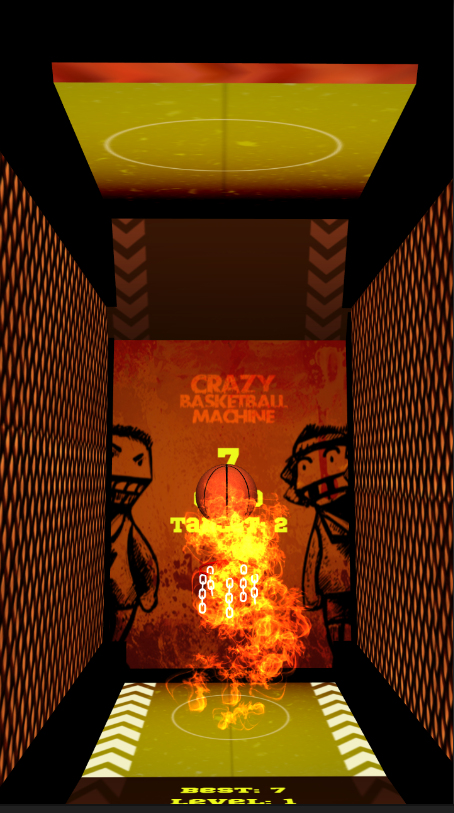 CRAZY
BASKETBALL
MACHINE
7
BEST: 7
LEVEL: 1